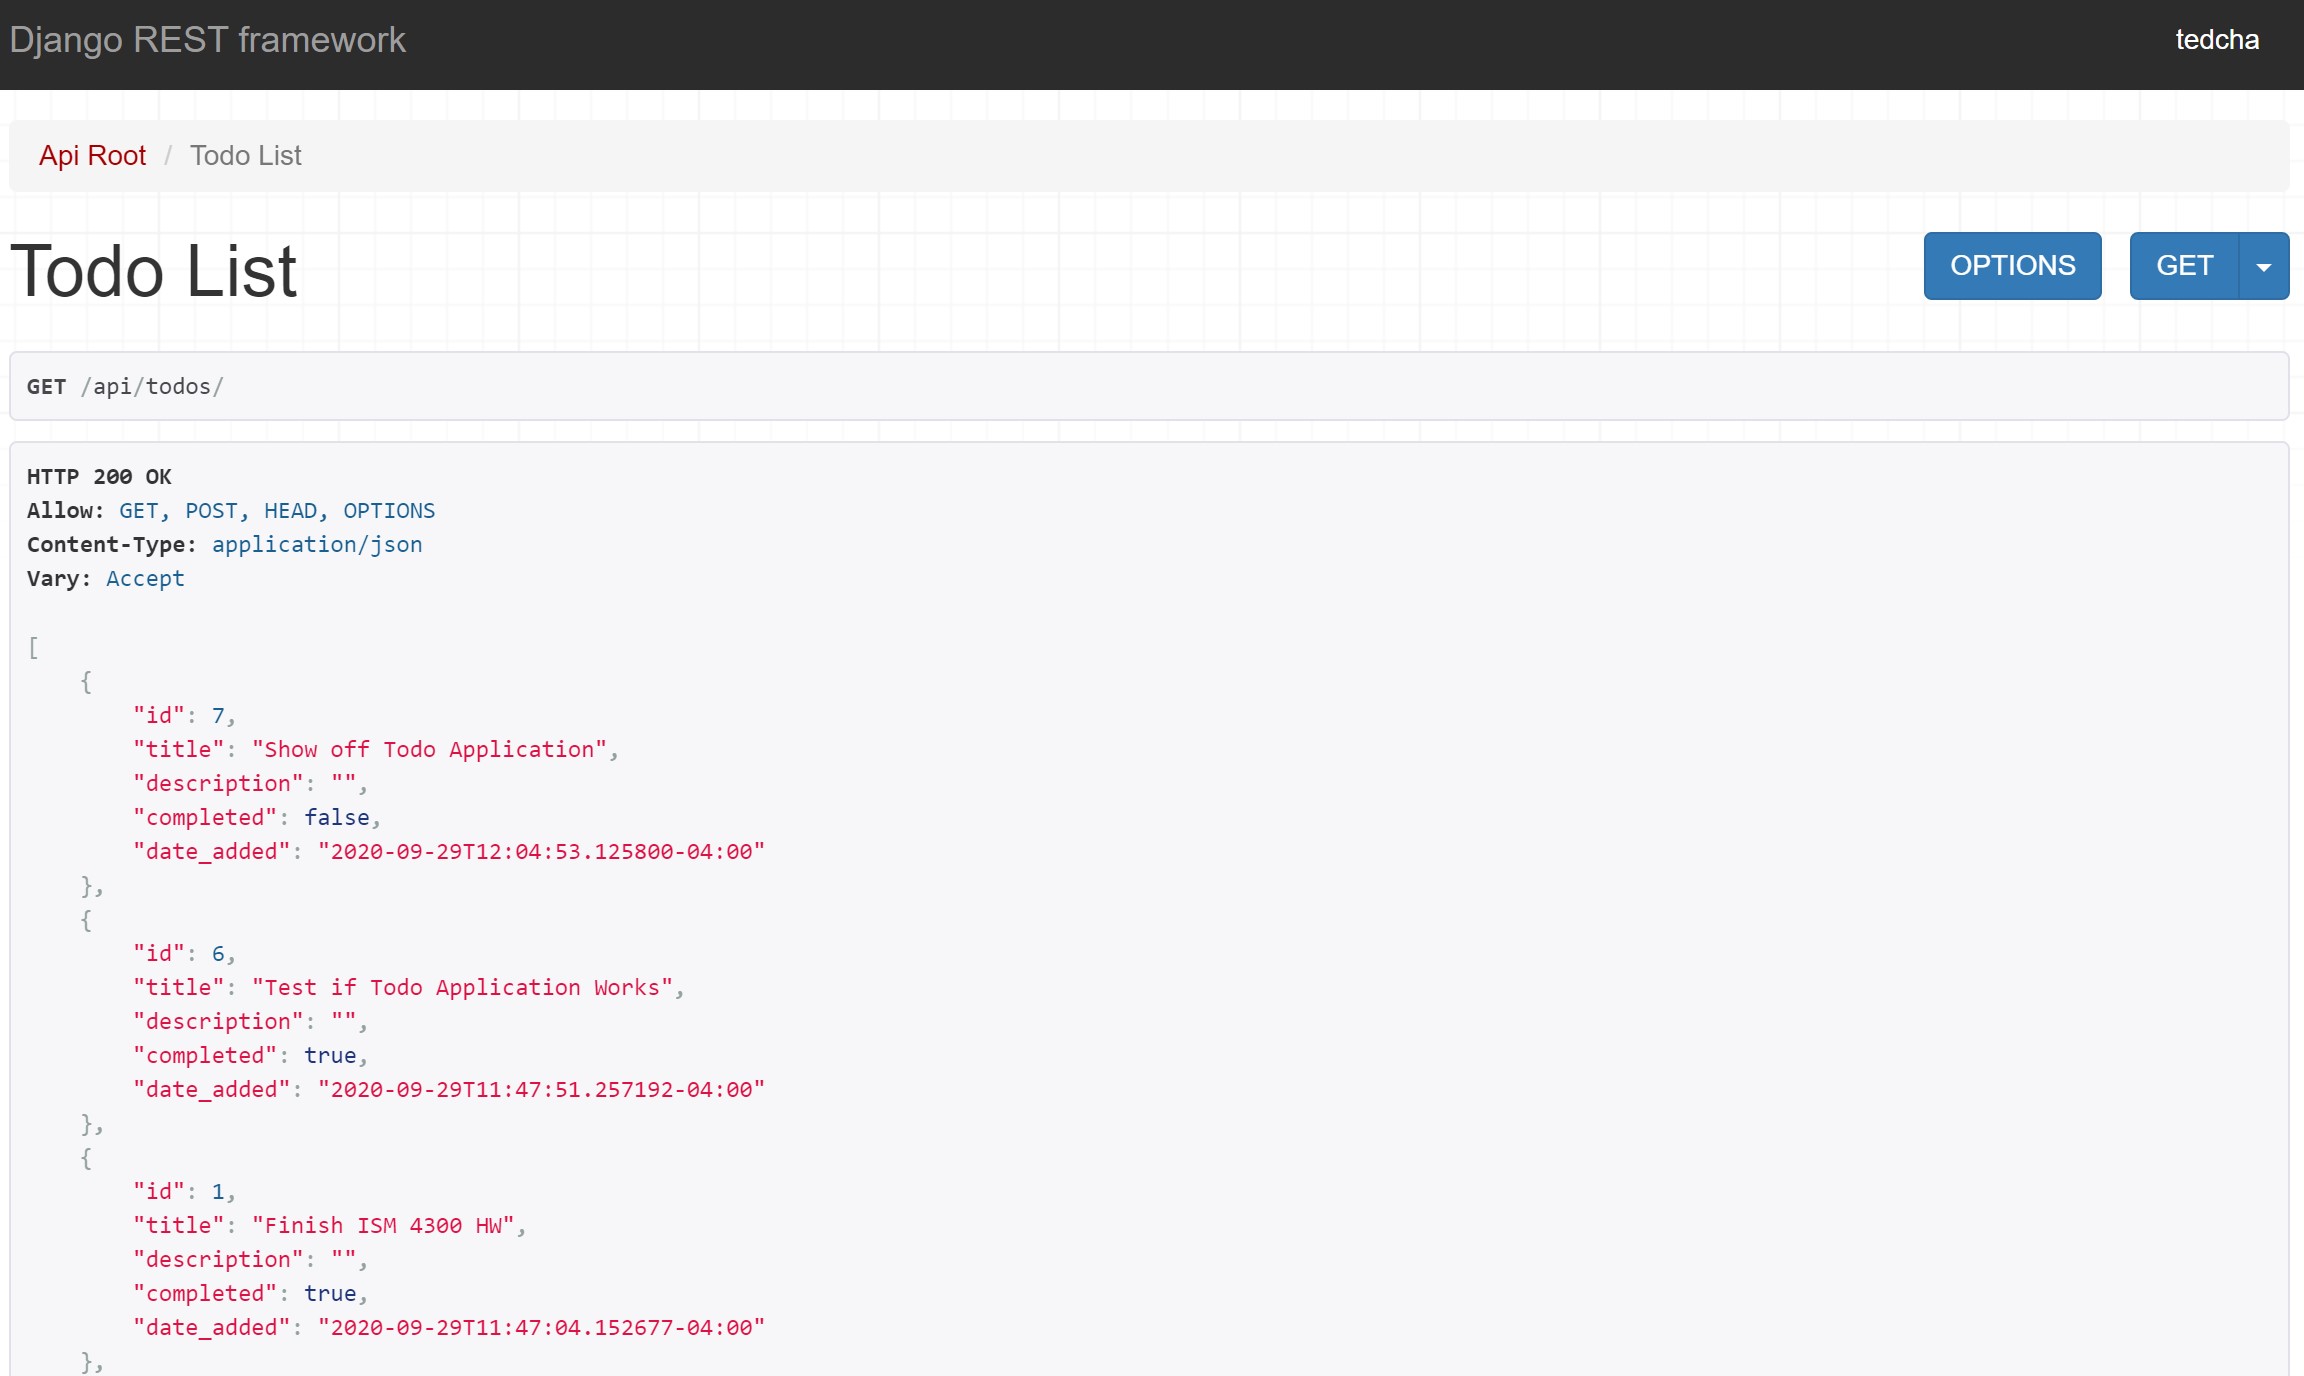 Django REST framework
tedcha
Api Root / Todo List
Todo List
OPTIONS
GET
GET /api/todos/
HTTP 200 OK
Allow: GET, POST, HEAD, OPTIONS
Content-Type: application/json
Vary: Accept
[
    {
        "id": 7,
        "title": "Show off Todo Application",
        "description": "",
        "completed": false,
        "date_added": "2020-09-29T12:04:53.125800-04:00"
    },
    {
        "id": 6,
        "title": "Test if Todo Application Works",
        "description": "",
        "completed": true,
        "date_added": "2020-09-29T11:47:51.257192-04:00"
    },
    {
        "id": 1,
        "title": "Finish ISM 4300 HW",
        "description": "",
        "completed": true,
        "date_added": "2020-09-29T11:47:04.152677-04:00"
    },